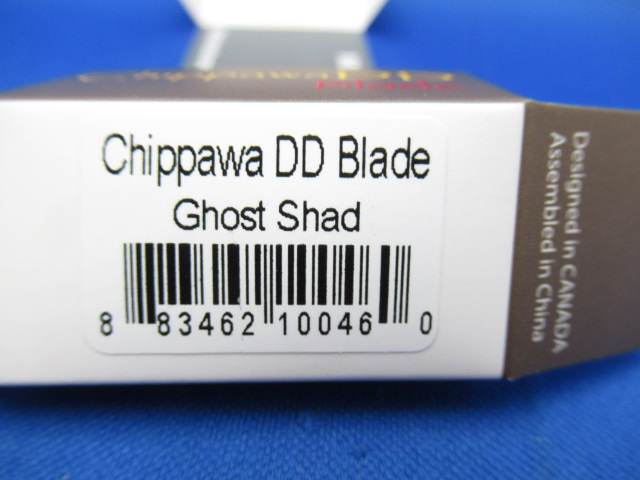 Chippawa DD Blade
Ghost Shad
8 83462 10046 0
Designed in CANADA
Assembled in China